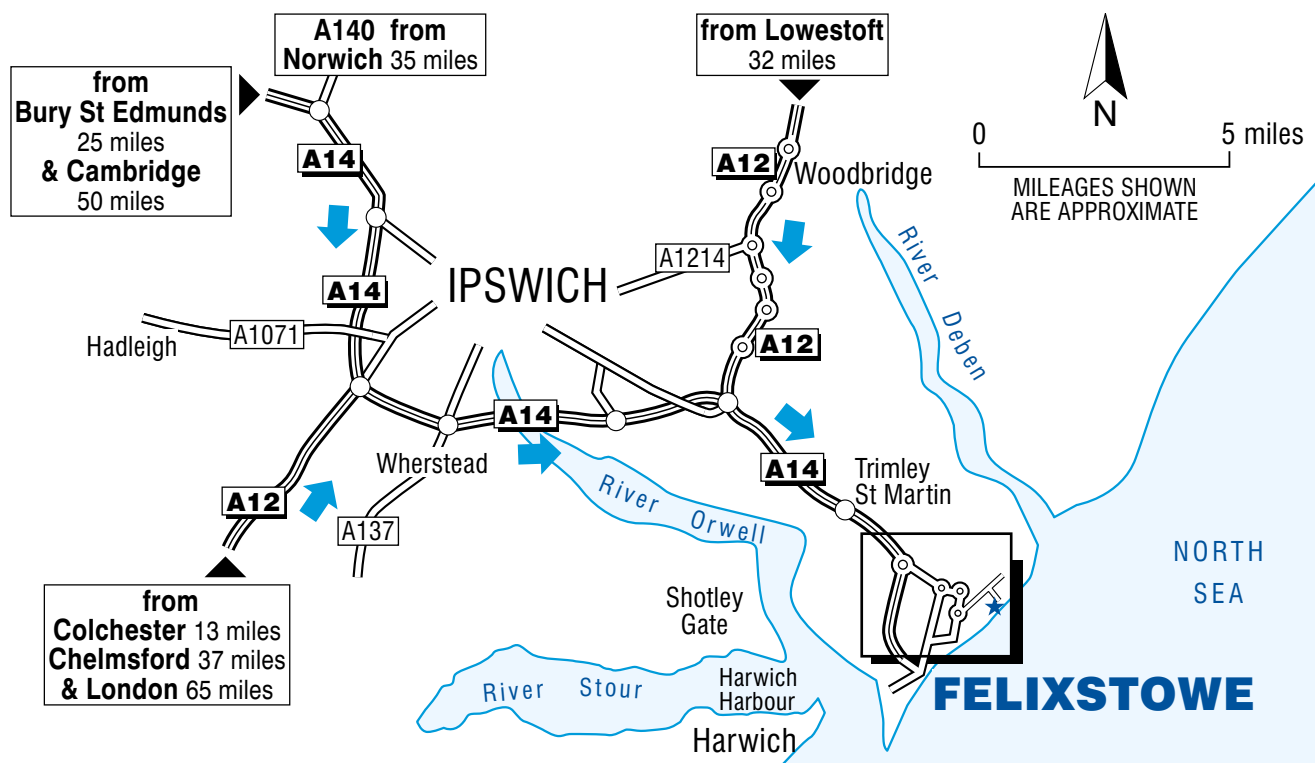 A140 from
Norwich 35 miles
from Lowestoft
32 miles
from
Bury St Edmunds
25 miles
& Cambridge
50 miles
N
0 5 miles
MILEAGES SHOWN
ARE APPROXIMATE
A14
A12
Woodbridge
A1214
IPSWICH
A14
River Deben
Hadleigh
A1071
A12
A14
Wherstead
A14
Trimley
St Martin
A12
A137
River Orwell
NORTH
SEA
Shotley
Gate
from
Colchester 13 miles
Chelmsford 37 miles
& London 65 miles
River Stour
Harwich
Harbour
FELIXSTOWE
Harwich